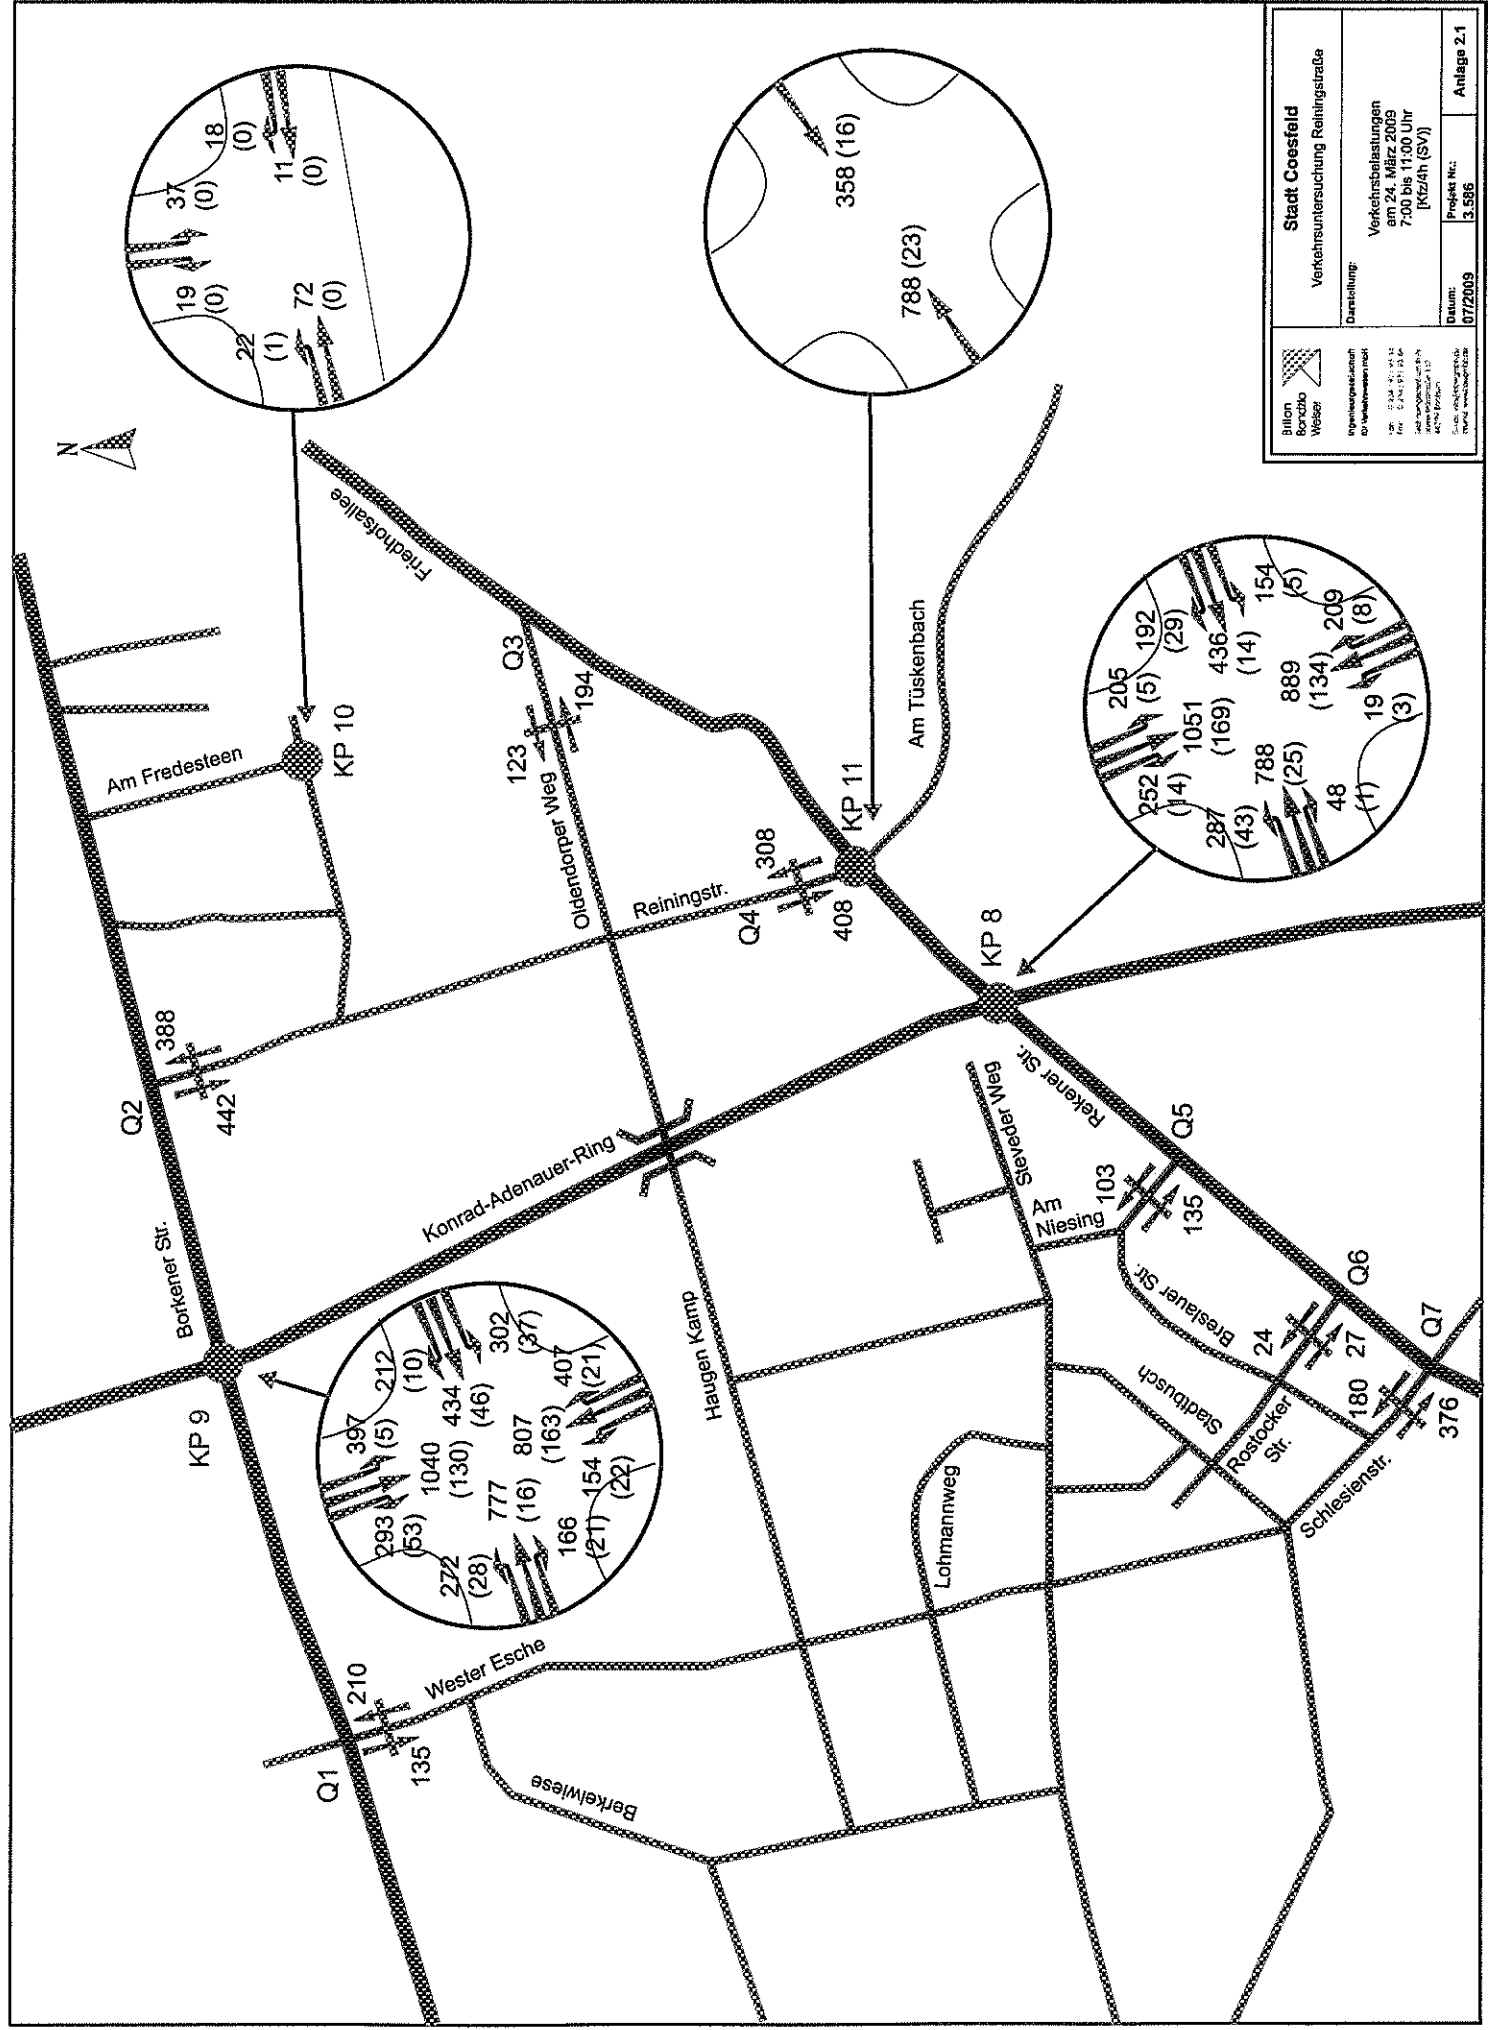 N
Friedhofsallee
Am Fredesteen
KP 10
Q3
194
123
Oldendorper Weg
Reiningstr.
Q4
308
408
KP 11
Am Tüskenbach
KP 8
Q2
388
442
Borkener Str.
Konrad-Adenauer-Ring
KP 9
Haugen Kamp
Steveder Weg
Rekener Str.
Am
Niesing
103
135
Q5
Breslauer Str.
Q6
24
27
Q7
180
376
Stadtbusch
Rostocker
Str.
Schlesienstr.
Lohmannweg
Wester Esche
Berkelwiese
Q1
210
135
37
(0)
18
(0)
11
(0)
19
(0)
22
(1)
72
(0)
358 (16)
788 (23)
205
(5)
192
(29)
436
(14)
154
(5)
1051
(169)
252
(14)
287
(43)
788
(25)
48
(1)
889
(134)
209
(8)
19
(3)
397
(5)
212
(10)
434
(46)
302
(37)
1040
(130)
293
(53)
272
(28)
777
(16)
166
(21)
807
(163)
407
(21)
154
(22)
Brilon
Bondzio
Weiser
Ingenieurgesellschaft
für Verkehrswesen mbH
Stadt Coesfeld
Verkehrsuntersuchung Reiningstraße
Darstellung:
Verkehrsbelastungen
am 24. März 2009
7:00 bis 11:00 Uhr
[Kfz/4h (SV)]
Datum:
07/2009
Projekt Nr.:
3.586
Anlage 2.1